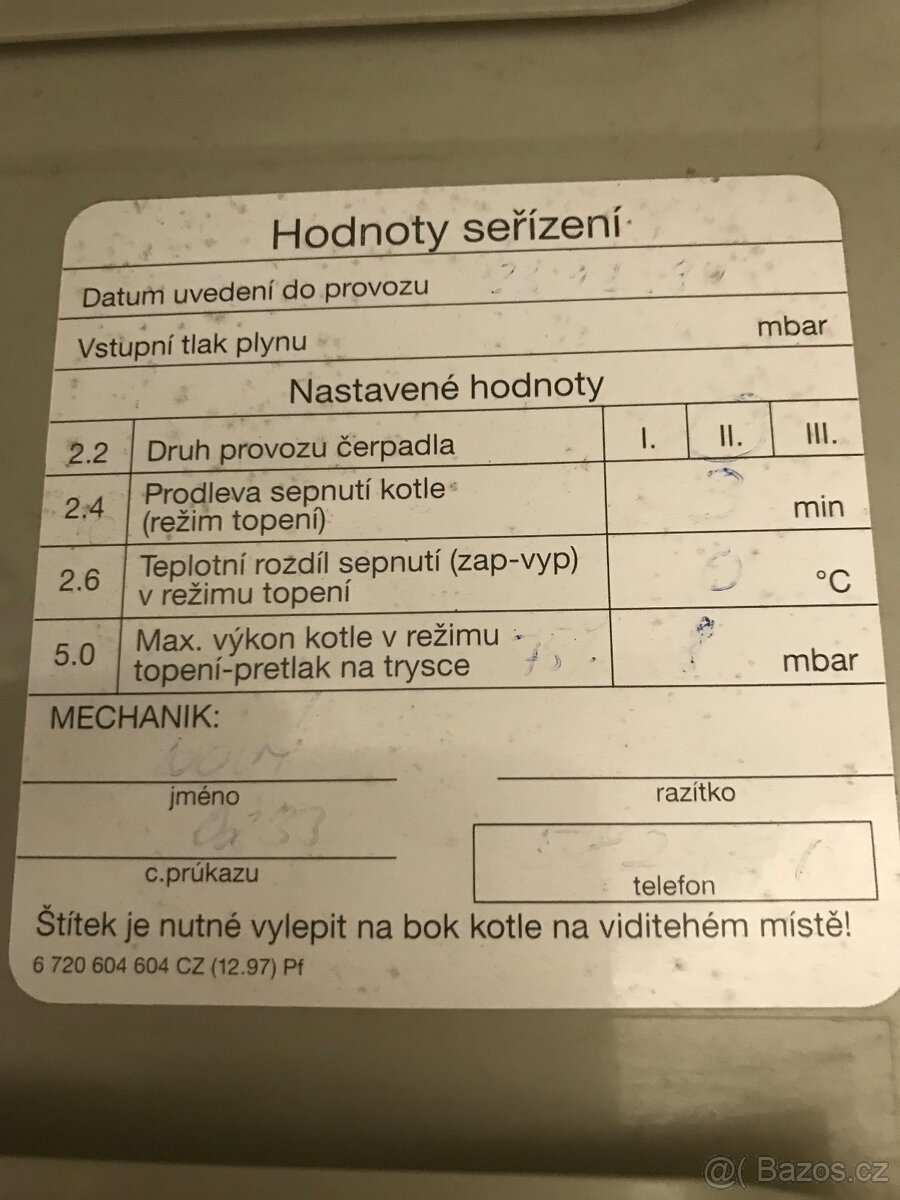 Hodnoty seřízení
Datum uvedení do provozu
Vstupní tlak plynu mbar
Nastavené hodnoty
2.2 Druh provozu čerpadla I. II. III.
2.4 Prodleva sepnutí kotle
(režim topení) 3 min
2.6 Teplotní rozdíl sepnutí (zap-vyp)
v režimu topení 5 °C
5.0 Max. výkon kotle v režimu
topení-pretlak na trysce mbar
MECHANIK:
jméno razítko
c.prúkazu telefon
Štítek je nutné vylepit na bok kotle na viditehém místě!
6 720 604 604 CZ (12.97) Pf
@( Bazos.cz